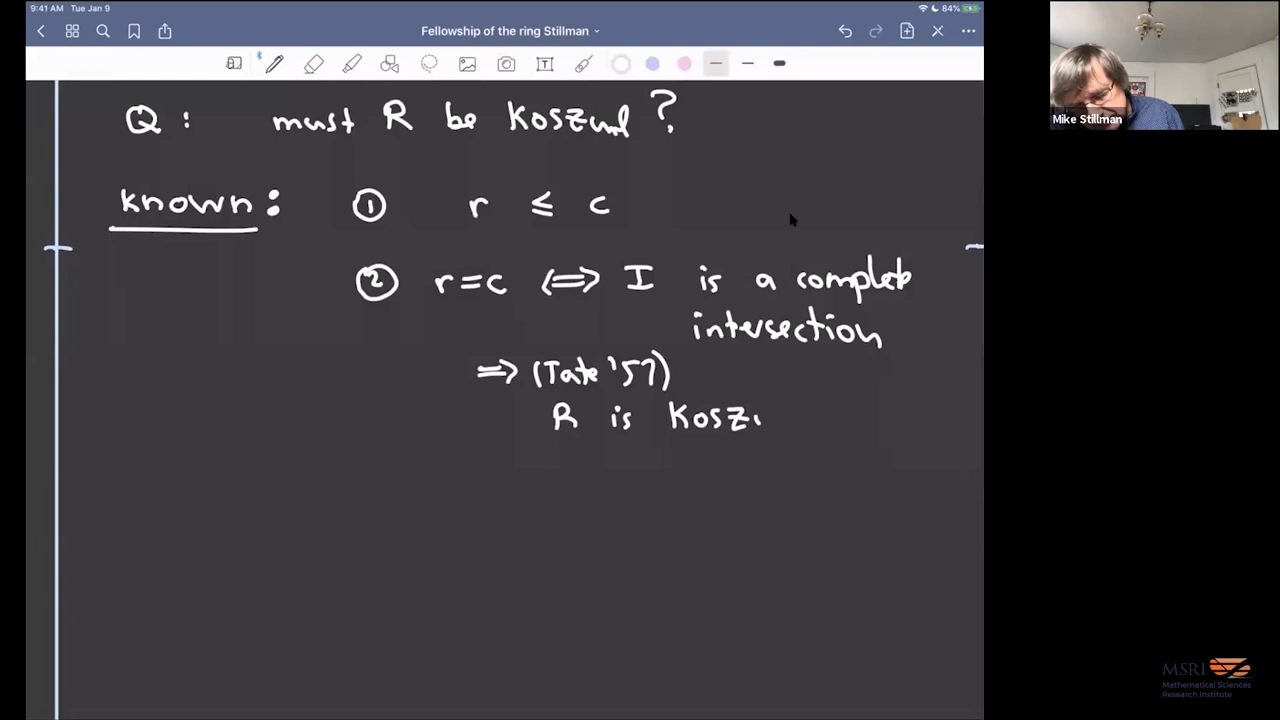 9:41 AM Tue Jan 9
84%
Fellowship of the ring Stillman
Q : must R be Koszul ?
Mike Stillman
known : ① r ≤ c
② r = c ⟺ I is a complete
intersection
⟹ (Tate '57)
R is Kosz
MSRI
Mathematical Sciences
Research Institute